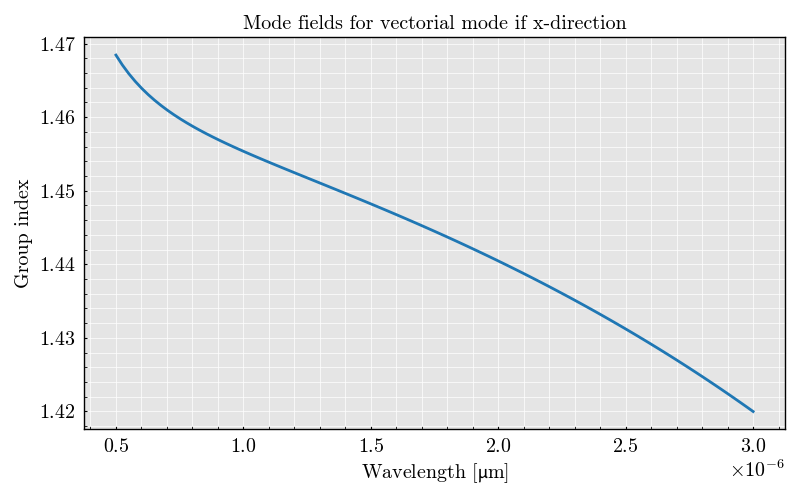 Mode fields for vectorial mode if x-direction
1.47
1.46
1.45
1.44
1.43
1.42
Group index
0.5 1.0 1.5 2.0 2.5 3.0
×10⁻⁶
Wavelength [μm]